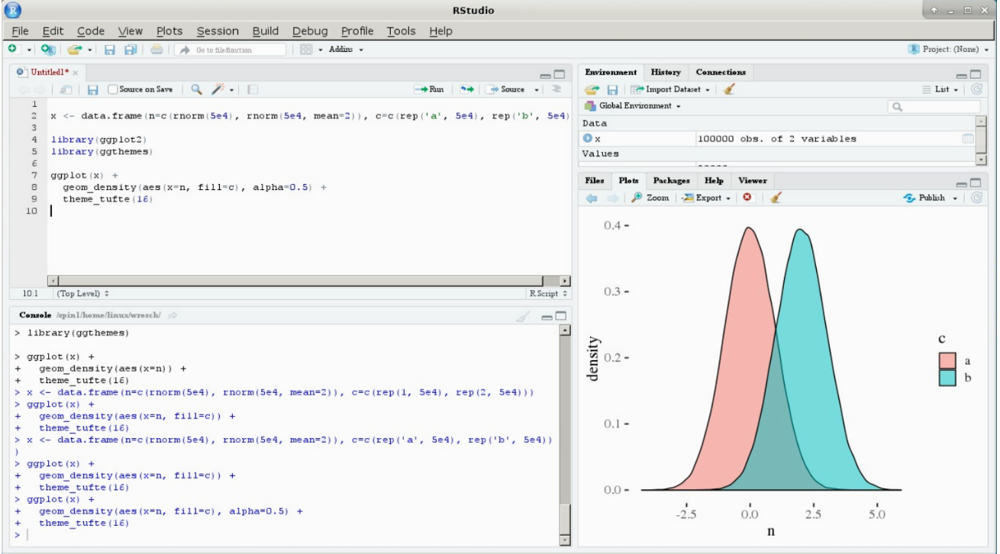 RStudio
File Edit Code View Plots Session Build Debug Profile Tools Help
Go to file/function Addins Project: (None)
Untitled1*
Source on Save Run Source
1
2 x <- data.frame(n=c(rnorm(5e4), rnorm(5e4, mean=2)), c=c(rep('a', 5e4), rep('b', 5e4)
3
4 library(ggplot2)
5 library(ggthemes)
6
7 ggplot(x) +
8 geom_density(aes(x=n, fill=c), alpha=0.5) +
9 theme_tufte(16)
10
10:1 (Top Level) R Script
Console /spin1/home/linux/wresch/
> library(ggthemes)
> ggplot(x) +
+ geom_density(aes(x=n)) +
+ theme_tufte(16)
> x <- data.frame(n=c(rnorm(5e4), rnorm(5e4, mean=2)), c=c(rep(1, 5e4), rep(2, 5e4)))
> ggplot(x) +
+ geom_density(aes(x=n, fill=c)) +
+ theme_tufte(16)
> x <- data.frame(n=c(rnorm(5e4), rnorm(5e4, mean=2)), c=c(rep('a', 5e4), rep('b', 5e4))
)
> ggplot(x) +
+ geom_density(aes(x=n, fill=c)) +
+ theme_tufte(16)
> ggplot(x) +
+ geom_density(aes(x=n, fill=c), alpha=0.5) +
+ theme_tufte(16)
>
Environment History Connections
Import Dataset List
Global Environment
Data
x 100000 obs. of 2 variables
Values
Files Plots Packages Help Viewer
Zoom Export Publish
0.4
0.3
0.2
0.1
0.0
density
-2.5 0.0 2.5 5.0
n
c
a
b